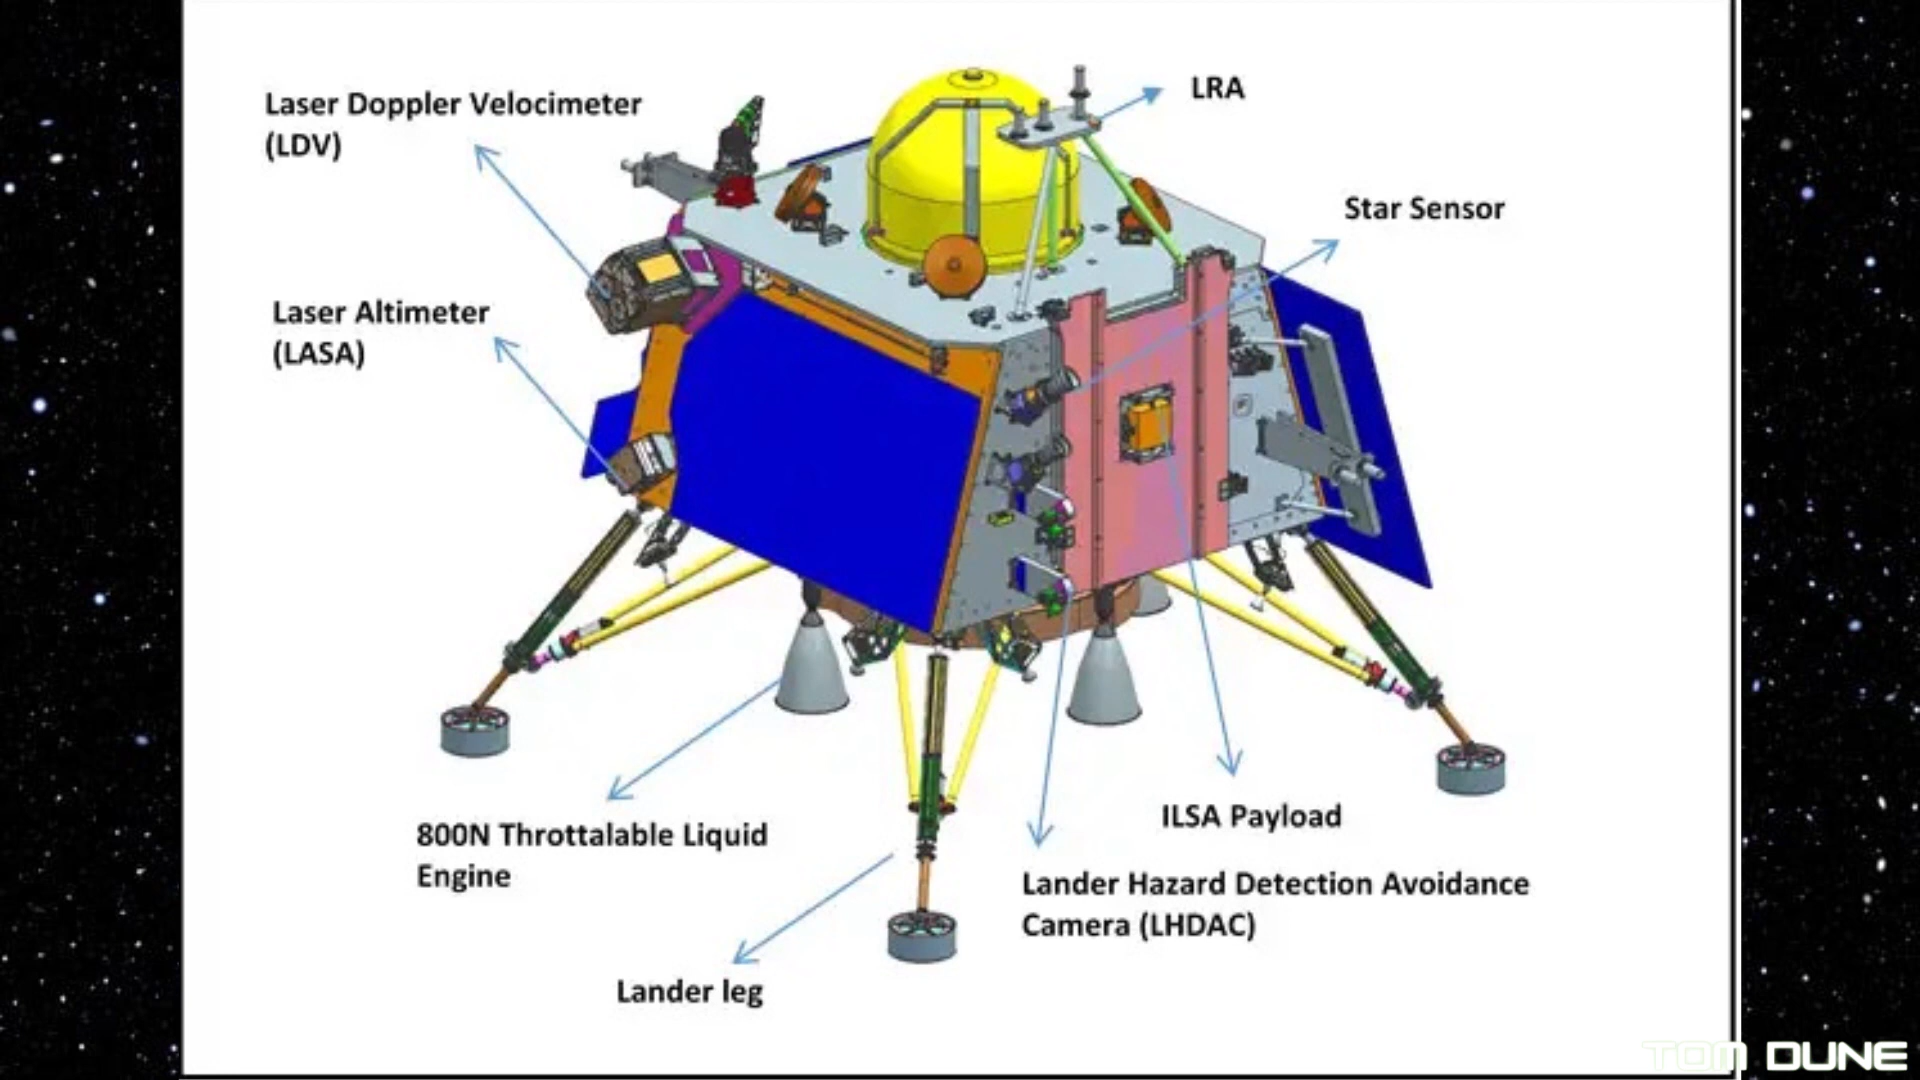 Laser Doppler Velocimeter
(LDV)
LRA
Star Sensor
Laser Altimeter
(LASA)
800N Throttalable Liquid
Engine
ILSA Payload
Lander Hazard Detection Avoidance
Camera (LHDAC)
Lander leg
TOM DUNE